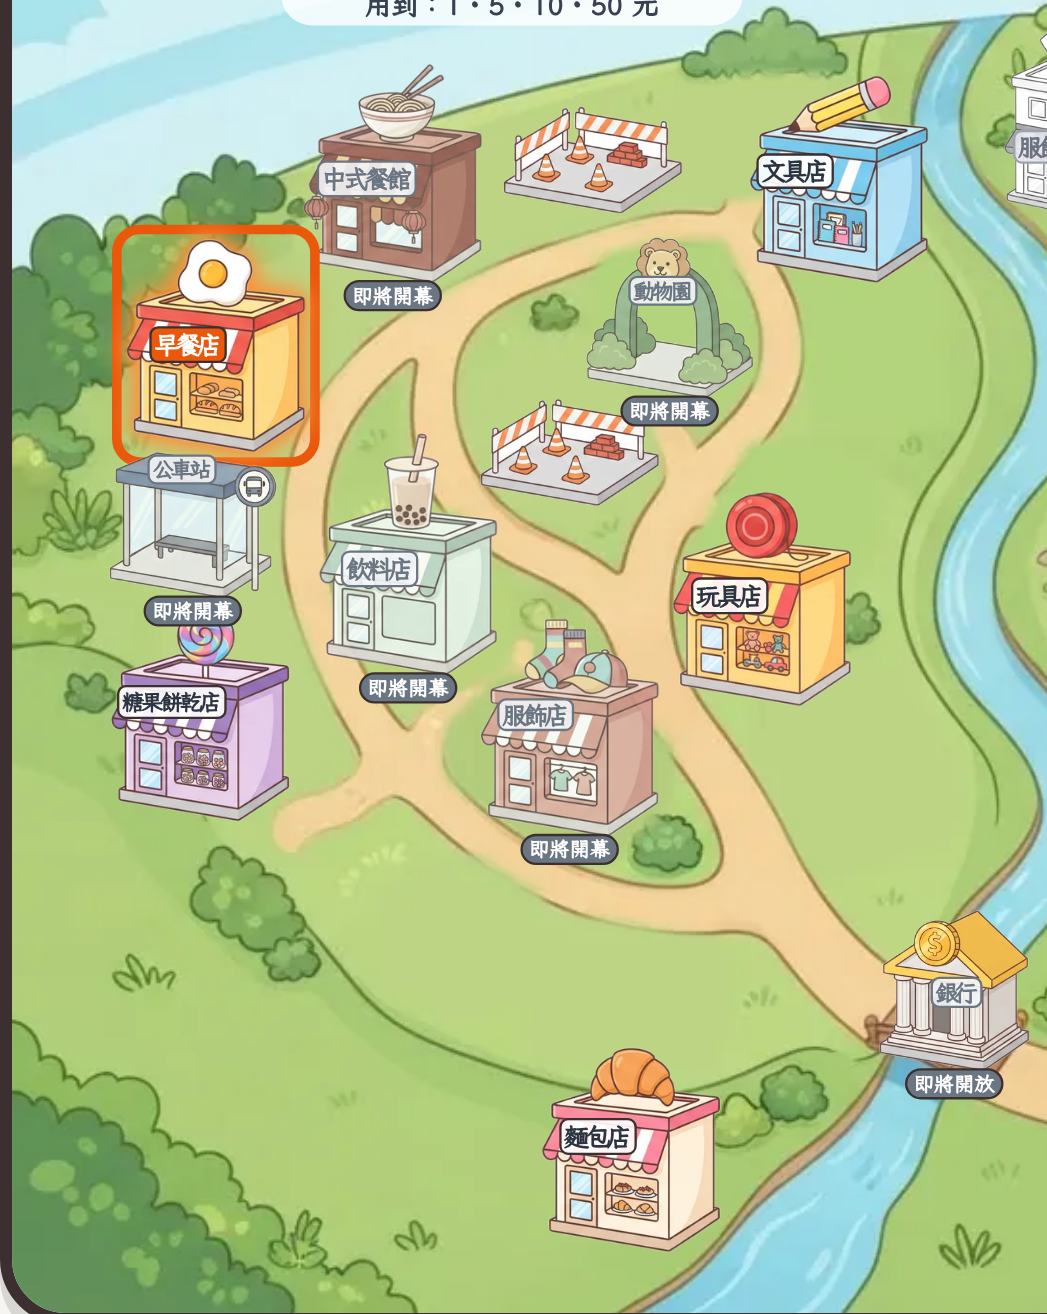 用到：1・5・10・50 元
文具店
服飾
中式餐館
即將開幕
動物園
即將開幕
早餐店
公車站
即將開幕
飲料店
即將開幕
玩具店
糖果餅乾店
服飾店
即將開幕
$
銀行
即將開放
麵包店